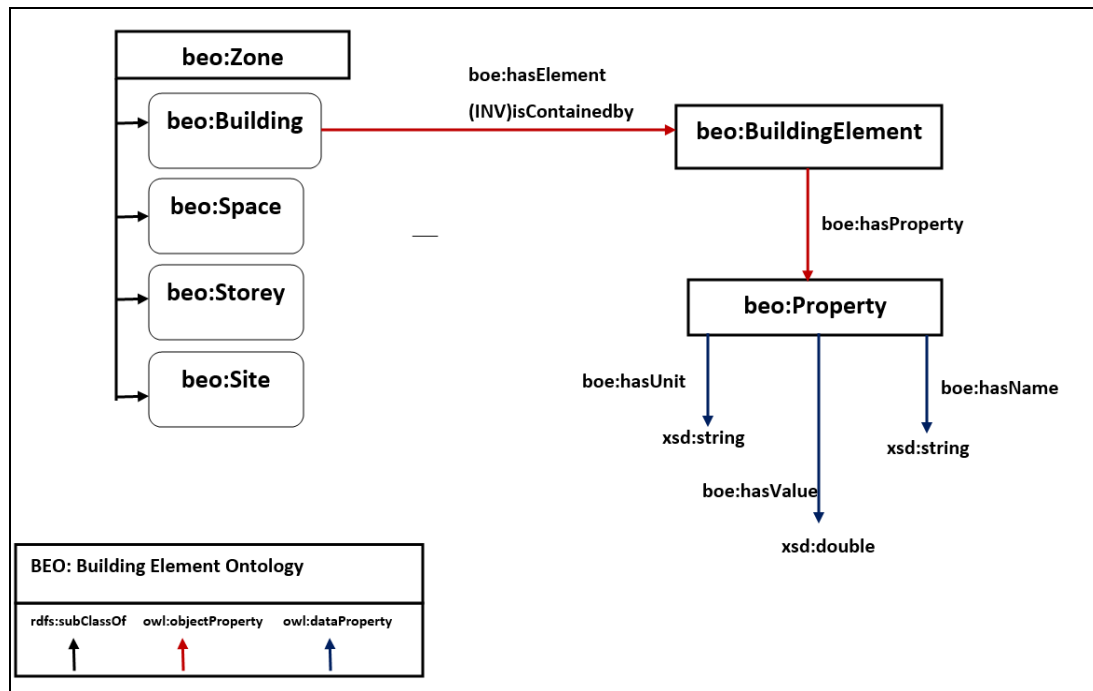 beo:Zone
beo:Building
beo:Space
beo:Storey
beo:Site
boe:hasElement
(INV)isContainedby
beo:BuildingElement
boe:hasProperty
beo:Property
boe:hasUnit
xsd:string
boe:hasValue
xsd:double
boe:hasName
xsd:string
BEO: Building Element Ontology
rdfs:subClassOf owl:objectProperty owl:dataProperty